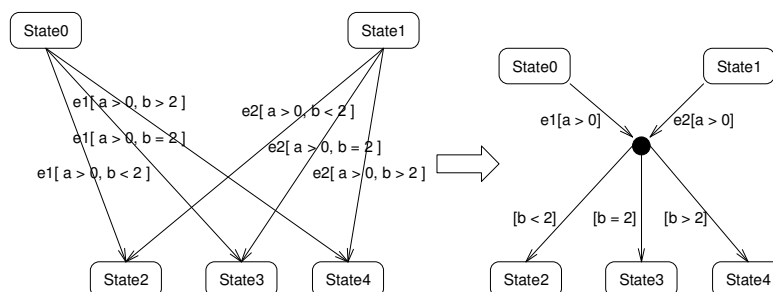 State0
State1
e1[ a > 0, b > 2 ]
e1[ a > 0, b = 2 ]
e1[ a > 0, b < 2 ]
e2[ a > 0, b < 2 ]
e2[ a > 0, b = 2 ]
e2[ a > 0, b > 2 ]
State2
State3
State4
State0
State1
e1[a > 0]
e2[a > 0]
[b < 2]
[b = 2]
[b > 2]
State2
State3
State4